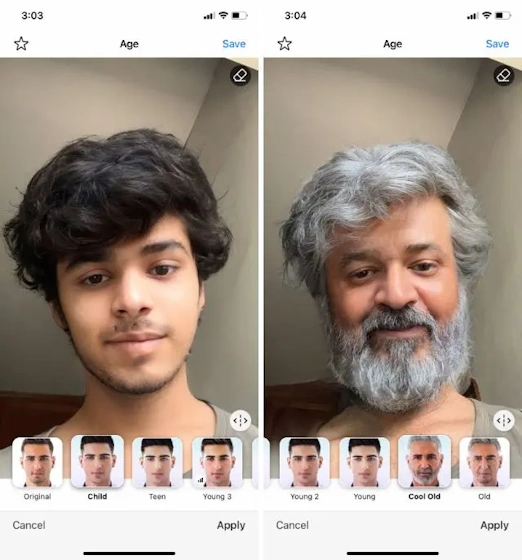 3:03
Age
Save
Original
Child
Teen
Young 3
Cancel
Apply
3:04
Age
Save
Young 2
Young
Cool Old
Old
Cancel
Apply